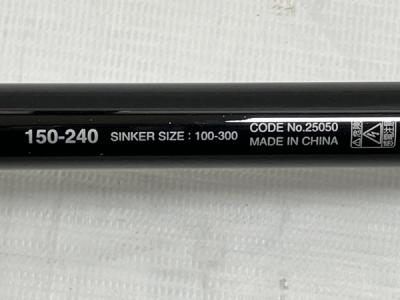 150-240 SINKER SIZE : 100-300 CODE No.25050
MADE IN CHINA